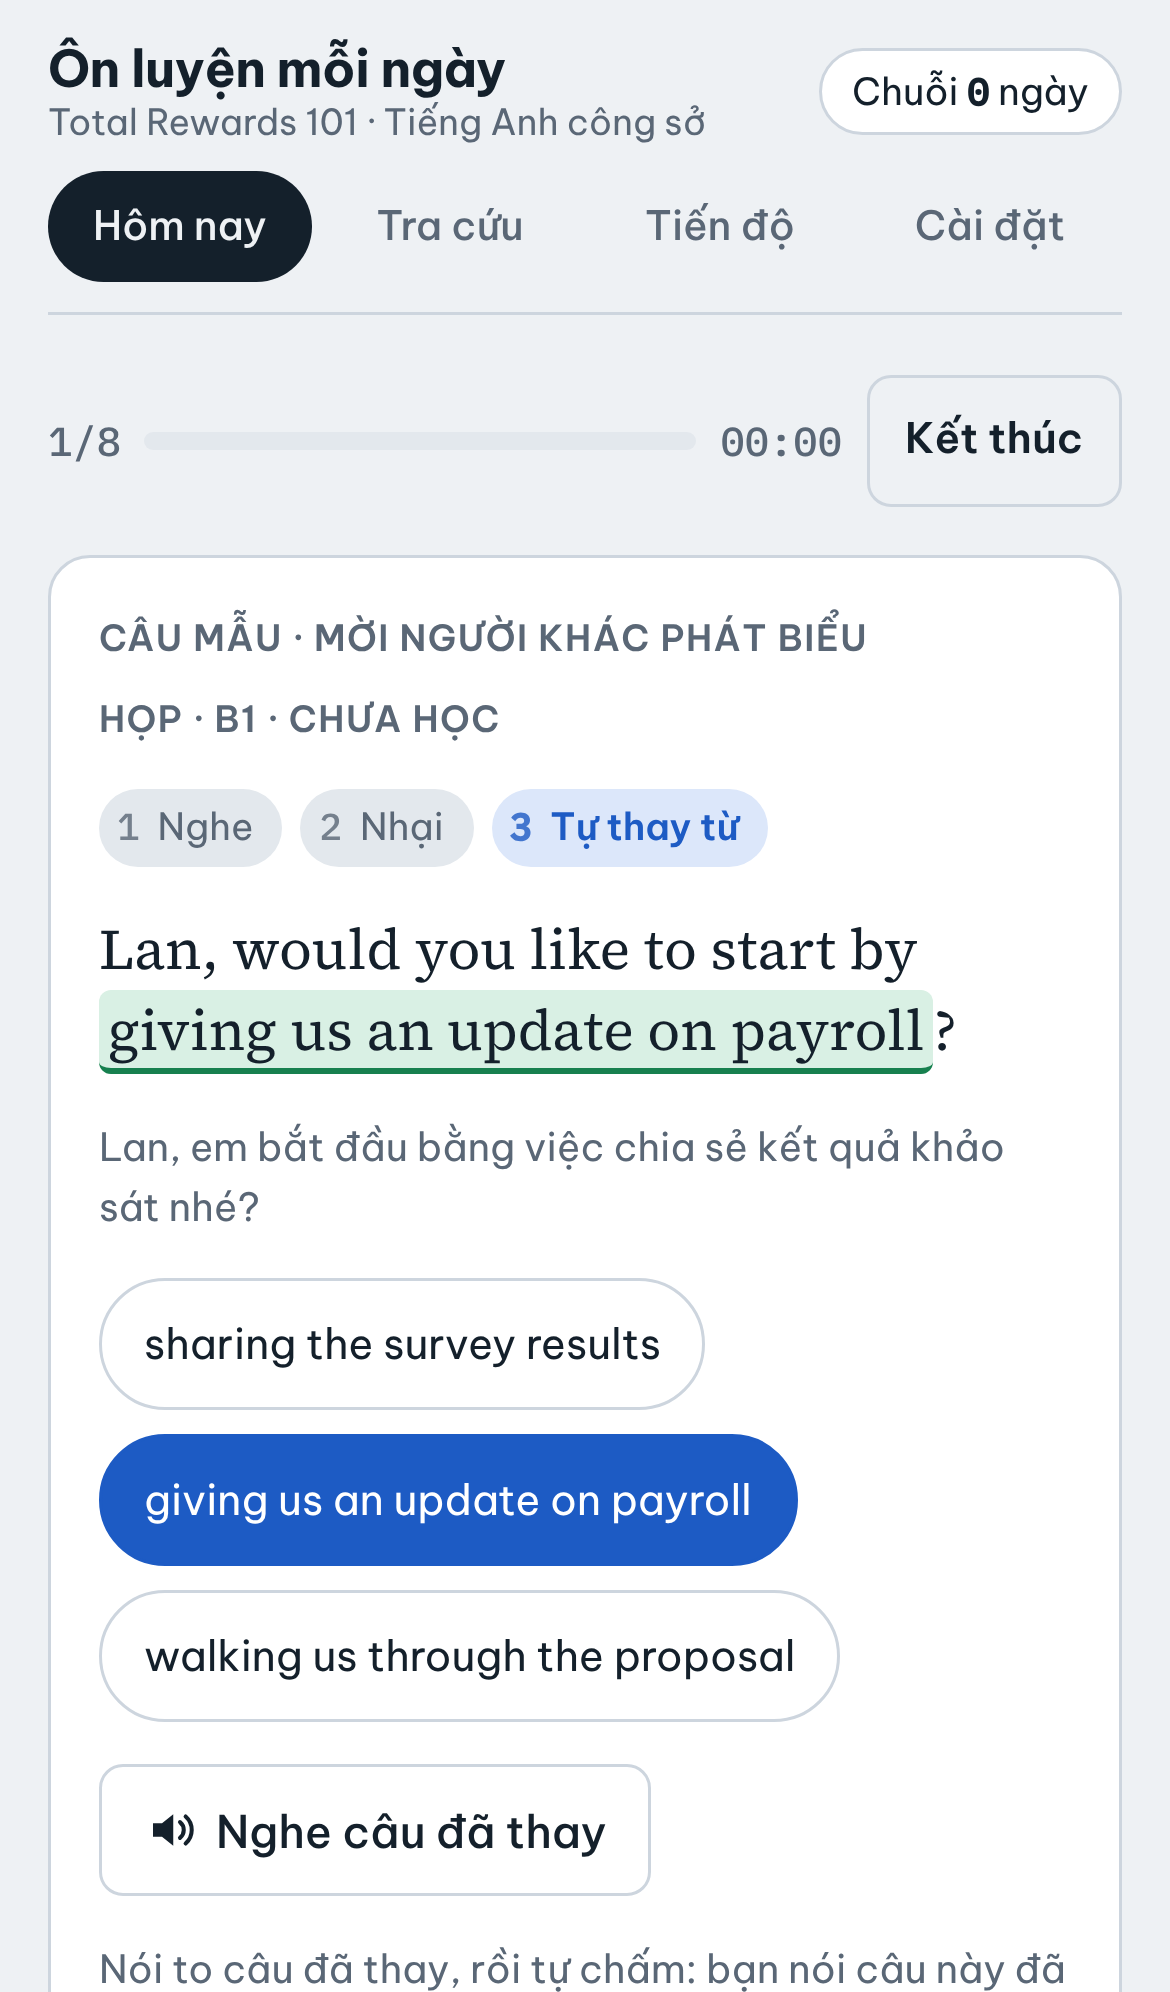 Ôn luyện mỗi ngày
Total Rewards 101 · Tiếng Anh công sở
Chuỗi 0 ngày
Hôm nay
Tra cứu
Tiến độ
Cài đặt
1/8
00:00
Kết thúc
CÂU MẪU · MỜI NGƯỜI KHÁC PHÁT BIỂU
HỌP · B1 · CHƯA HỌC
1 Nghe
2 Nhại
3 Tự thay từ
Lan, would you like to start by
giving us an update on payroll?
Lan, em bắt đầu bằng việc chia sẻ kết quả khảo
sát nhé?
sharing the survey results
giving us an update on payroll
walking us through the proposal
Nghe câu đã thay
Nói to câu đã thay, rồi tự chấm: bạn nói câu này đã